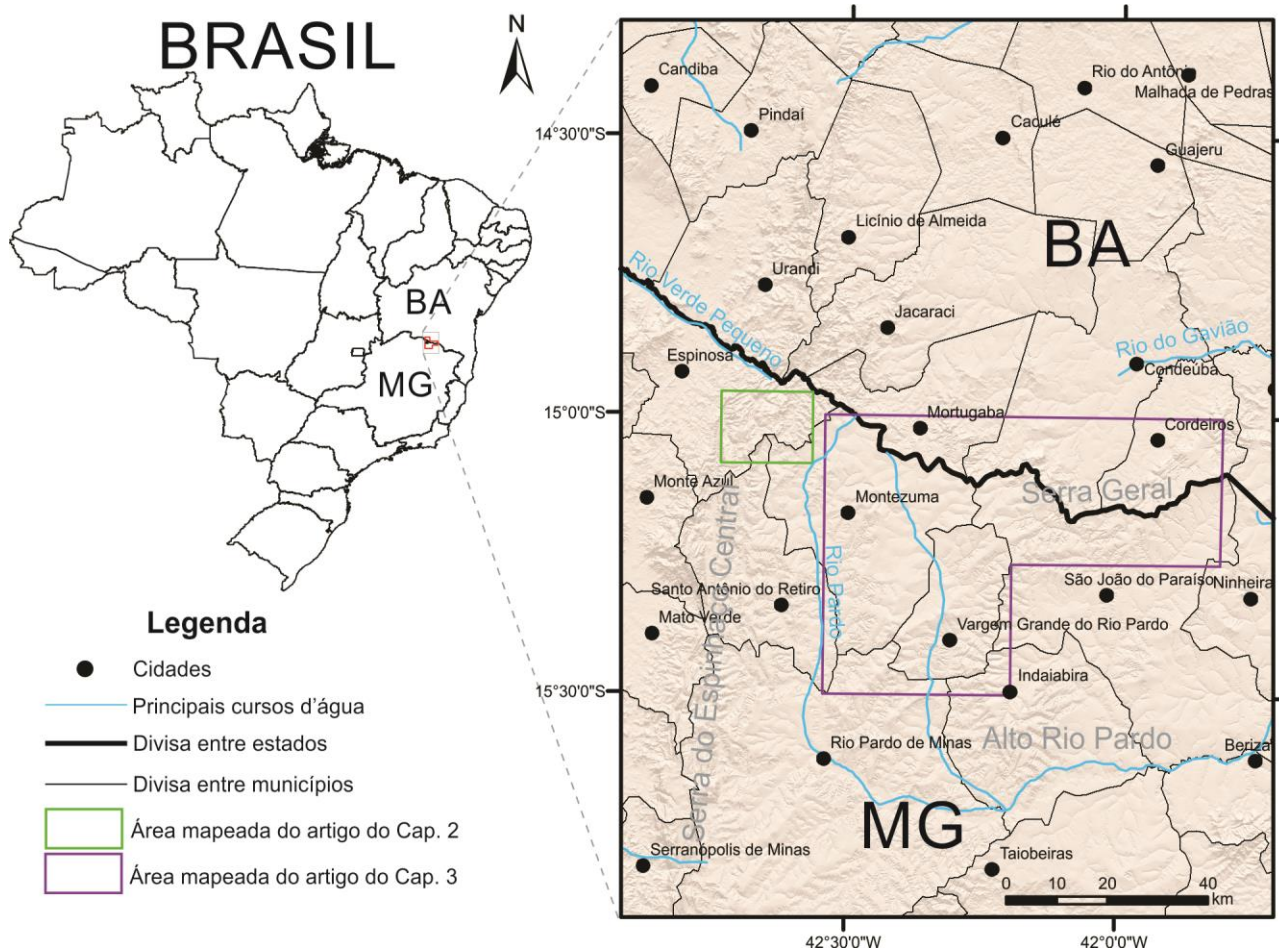 BRASIL
N
BA
MG
Legenda
Cidades
Principais cursos d'água
Divisa entre estados
Divisa entre municípios
Área mapeada do artigo do Cap. 2
Área mapeada do artigo do Cap. 3
14°30'0"S
15°0'0"S
15°30'0"S
Candiba
Pindaí
Rio do Antônio
Malhada de Pedras
Caculé
Guajeru
Licínio de Almeida
BA
Urandi
Rio Verde Pequeno
Jacaraci
Rio do Gavião
Espinosa
Condeúba
Mortugaba
Cordeiros
Monte Azul
Serra Geral
Montezuma
Serra do Espinhaço Central
Rio Pardo
Santo Antônio do Retiro
São João do Paraíso
Ninheira
Mato Verde
Vargem Grande do Rio Pardo
Indaiabira
Rio Pardo de Minas
Alto Rio Pardo
Berizal
MG
Serranópolis de Minas
Taiobeiras
0 10 20 40
km
42°30'0"W
42°0'0"W